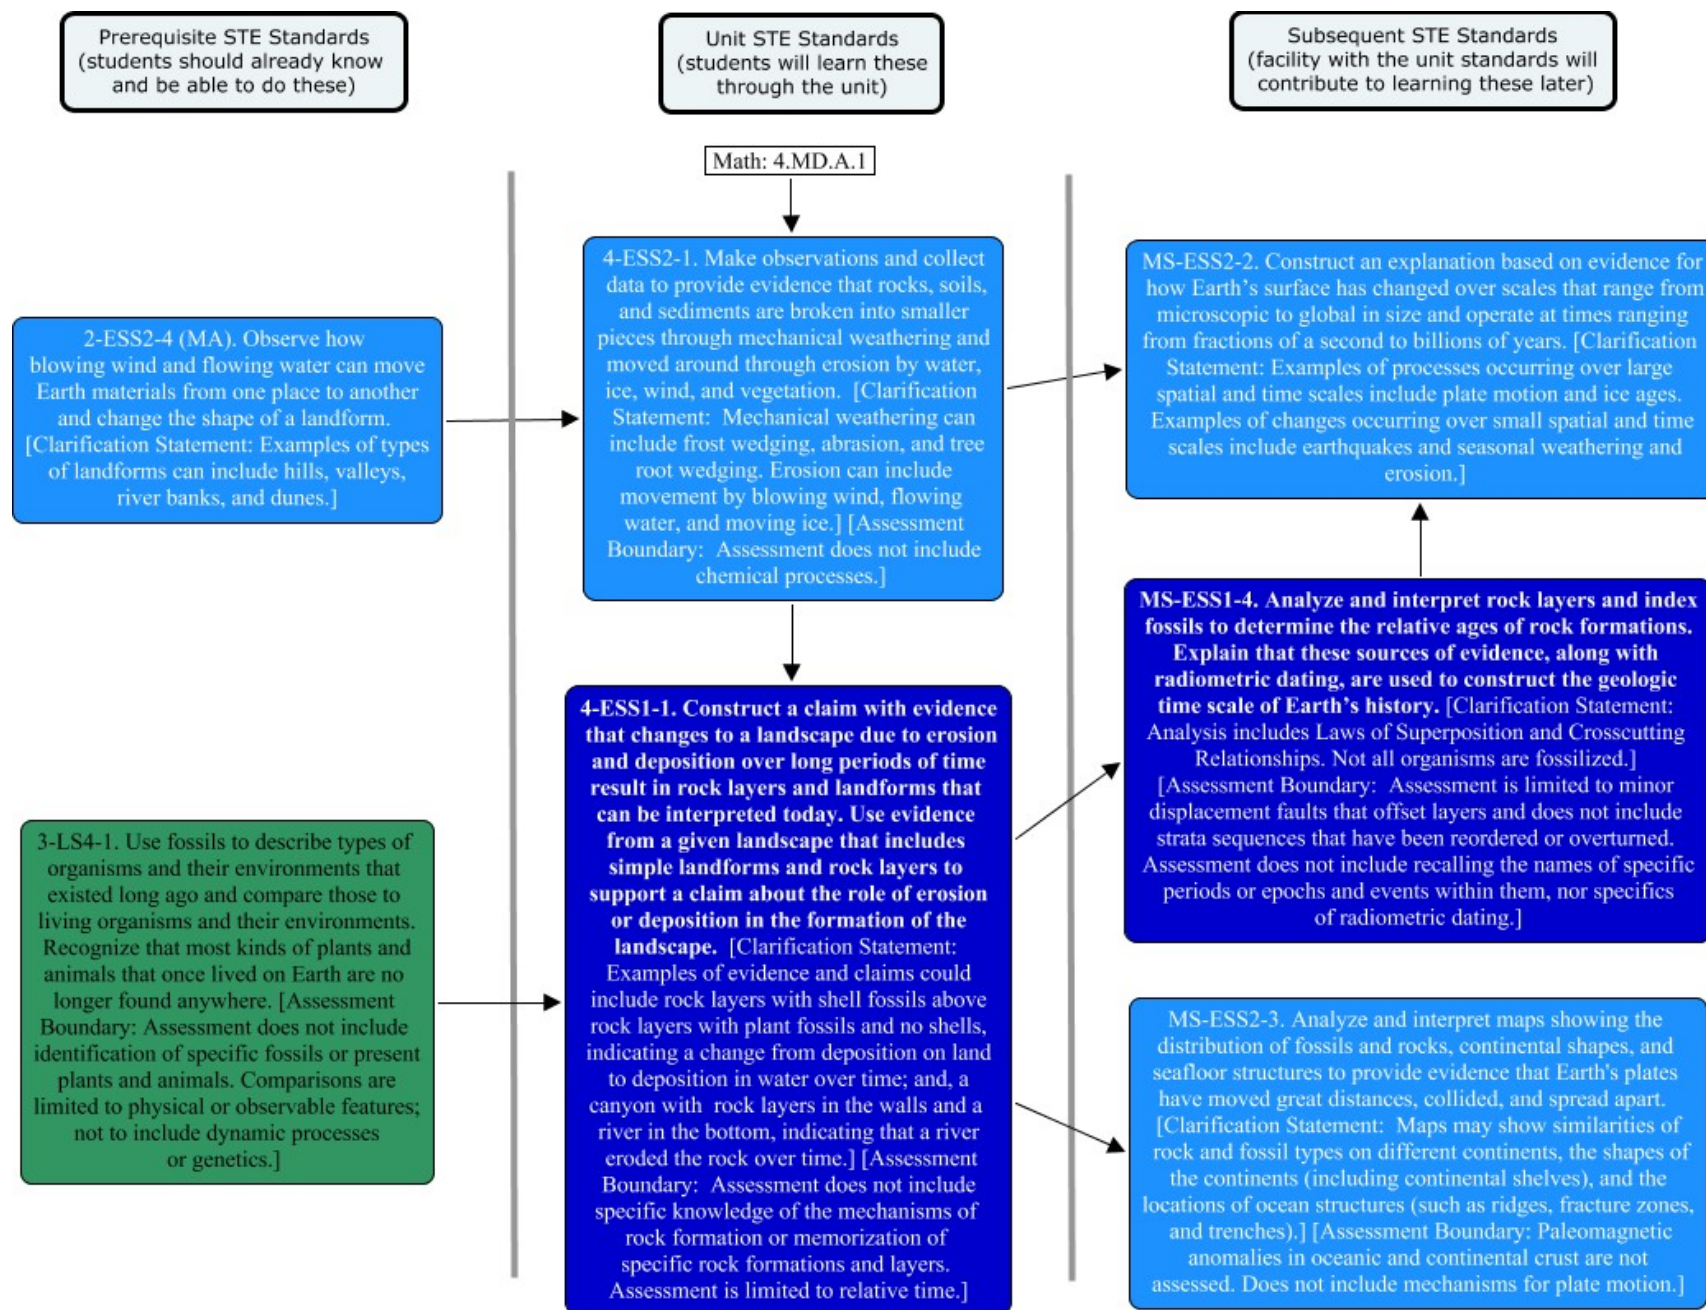 Prerequisite STE Standards
(students should already know
and be able to do these)
Unit STE Standards
(students will learn these
through the unit)
Subsequent STE Standards
(facility with the unit standards will
contribute to learning these later)
Math: 4.MD.A.1
2-ESS2-4 (MA). Observe how
blowing wind and flowing water can move
Earth materials from one place to another
and change the shape of a landform.
[Clarification Statement: Examples of types
of landforms can include hills, valleys,
river banks, and dunes.]
3-LS4-1. Use fossils to describe types of
organisms and their environments that
existed long ago and compare those to
living organisms and their environments.
Recognize that most kinds of plants and
animals that once lived on Earth are no
longer found anywhere. [Assessment
Boundary: Assessment does not include
identification of specific fossils or present
plants and animals. Comparisons are
limited to physical or observable features;
not to include dynamic processes
or genetics.]
4-ESS2-1. Make observations and collect
data to provide evidence that rocks, soils,
and sediments are broken into smaller
pieces through mechanical weathering and
moved around through erosion by water,
ice, wind, and vegetation. [Clarification
Statement: Mechanical weathering can
include frost wedging, abrasion, and tree
root wedging. Erosion can include
movement by blowing wind, flowing
water, and moving ice.] [Assessment
Boundary: Assessment does not include
chemical processes.]
4-ESS1-1. Construct a claim with evidence
that changes to a landscape due to erosion
and deposition over long periods of time
result in rock layers and landforms that
can be interpreted today. Use evidence
from a given landscape that includes
simple landforms and rock layers to
support a claim about the role of erosion
or deposition in the formation of the
landscape. [Clarification Statement:
Examples of evidence and claims could
include rock layers with shell fossils above
rock layers with plant fossils and no shells,
indicating a change from deposition on land
to deposition in water over time; and, a
canyon with rock layers in the walls and a
river in the bottom, indicating that a river
eroded the rock over time.] [Assessment
Boundary: Assessment does not include
specific knowledge of the mechanisms of
rock formation or memorization of
specific rock formations and layers.
Assessment is limited to relative time.]
MS-ESS2-2. Construct an explanation based on evidence for
how Earth's surface has changed over scales that range from
microscopic to global in size and operate at times ranging
from fractions of a second to billions of years. [Clarification
Statement: Examples of processes occurring over large
spatial and time scales include plate motion and ice ages.
Examples of changes occurring over small spatial and time
scales include earthquakes and seasonal weathering and
erosion.]
MS-ESS1-4. Analyze and interpret rock layers and index
fossils to determine the relative ages of rock formations.
Explain that these sources of evidence, along with
radiometric dating, are used to construct the geologic
time scale of Earth's history. [Clarification Statement:
Analysis includes Laws of Superposition and Crosscutting
Relationships. Not all organisms are fossilized.]
[Assessment Boundary: Assessment is limited to minor
displacement faults that offset layers and does not include
strata sequences that have been reordered or overturned.
Assessment does not include recalling the names of specific
periods or epochs and events within them, nor specifics
of radiometric dating.]
MS-ESS2-3. Analyze and interpret maps showing the
distribution of fossils and rocks, continental shapes, and
seafloor structures to provide evidence that Earth's plates
have moved great distances, collided, and spread apart.
[Clarification Statement: Maps may show similarities of
rock and fossil types on different continents, the shapes of
the continents (including continental shelves), and the
locations of ocean structures (such as ridges, fracture zones,
and trenches).] [Assessment Boundary: Paleomagnetic
anomalies in oceanic and continental crust are not
assessed. Does not include mechanisms for plate motion.]